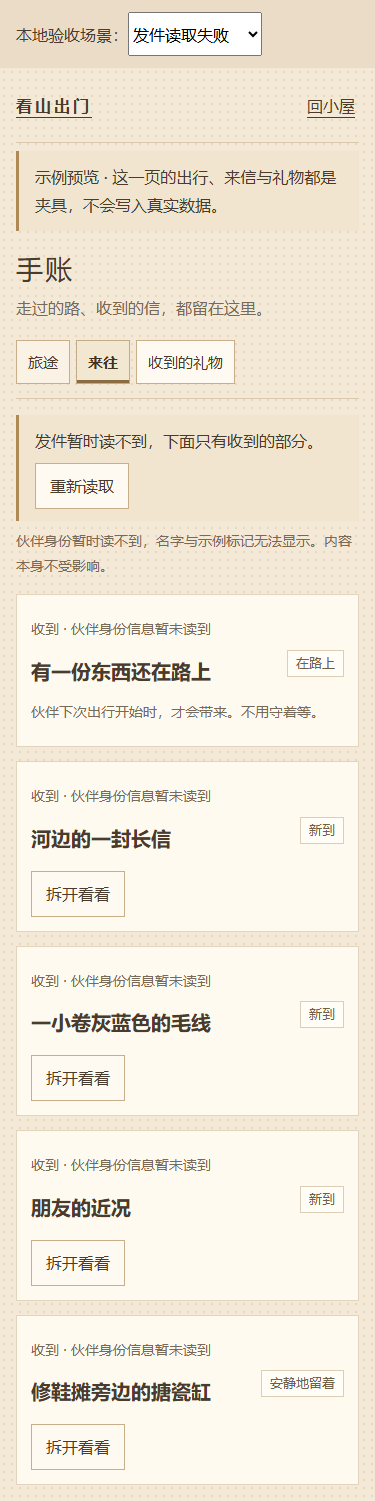 本地验收场景：
发件读取失败
看山出门
回小屋
示例预览 · 这一页的出行、来信与礼物都是
夹具，不会写入真实数据。
手账
走过的路、收到的信，都留在这里。
旅途
来往
收到的礼物
发件暂时读不到，下面只有收到的部分。
重新读取
伙伴身份暂时读不到，名字与示例标记无法显示。内容
本身不受影响。
收到 · 伙伴身份信息暂未读到
有一份东西还在路上
在路上
伙伴下次出行开始时，才会带来。不用守着等。
收到 · 伙伴身份信息暂未读到
河边的一封长信
新到
拆开看看
收到 · 伙伴身份信息暂未读到
一小卷灰蓝色的毛线
新到
拆开看看
收到 · 伙伴身份信息暂未读到
朋友的近况
新到
拆开看看
收到 · 伙伴身份信息暂未读到
修鞋摊旁边的搪瓷缸
安静地留着
拆开看看